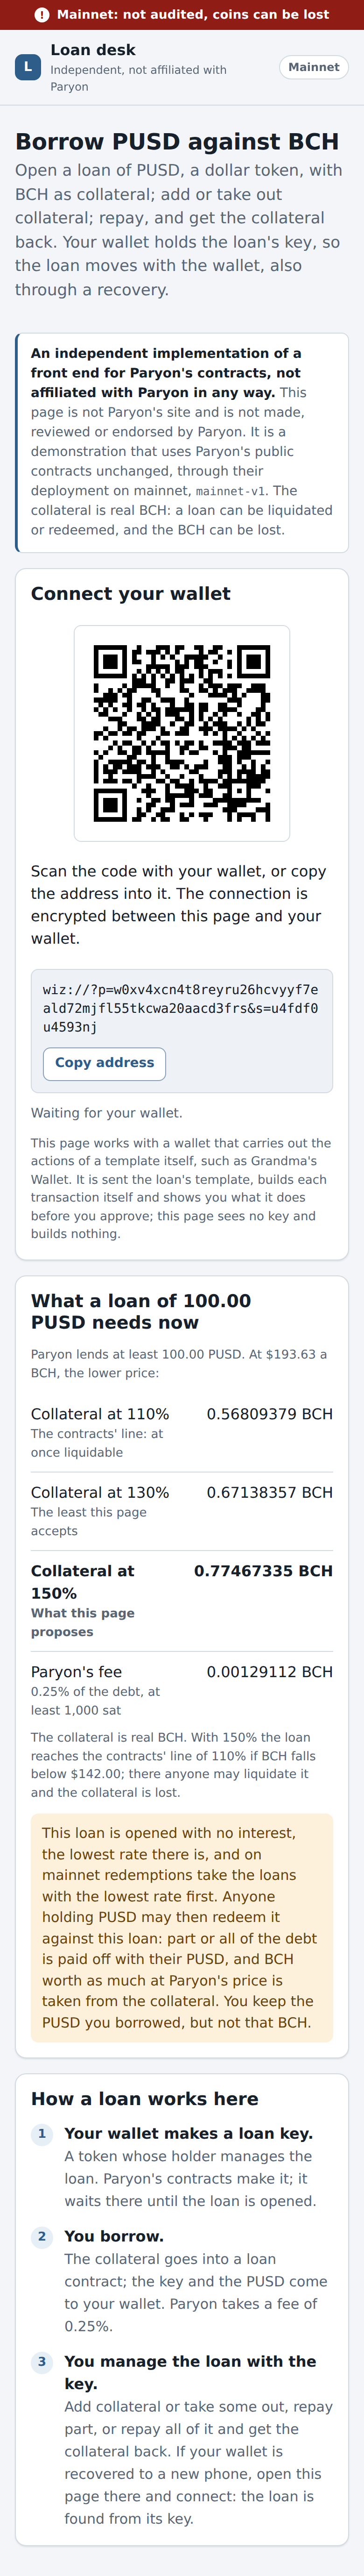 Mainnet: not audited, coins can be lost
L
Loan desk
Independent, not affiliated with
Paryon
Mainnet
Borrow PUSD against BCH
Open a loan of PUSD, a dollar token, with
BCH as collateral; add or take out
collateral; repay, and get the collateral
back. Your wallet holds the loan's key, so
the loan moves with the wallet, also
through a recovery.
An independent implementation of a
front end for Paryon's contracts, not
affiliated with Paryon in any way. This
page is not Paryon's site and is not made,
reviewed or endorsed by Paryon. It is a
demonstration that uses Paryon's public
contracts unchanged, through their
deployment on mainnet, mainnet-v1. The
collateral is real BCH: a loan can be liquidated
or redeemed, and the BCH can be lost.
Connect your wallet
Scan the code with your wallet, or copy
the address into it. The connection is
encrypted between this page and your
wallet.
wiz://?p=w0xv4xcn4t8reyru26hcvyyf7e
ald72mjfl55tkcwa20aacd3frs&s=u4fdf0
u4593nj
Copy address
Waiting for your wallet.
This page works with a wallet that carries out the
actions of a template itself, such as Grandma's
Wallet. It is sent the loan's template, builds each
transaction itself and shows you what it does
before you approve; this page sees no key and
builds nothing.
What a loan of 100.00
PUSD needs now
Paryon lends at least 100.00 PUSD. At $193.63 a
BCH, the lower price:
Collateral at 110%
0.56809379 BCH
The contracts' line: at
once liquidable
Collateral at 130%
0.67138357 BCH
The least this page
accepts
Collateral at
150%
0.77467335 BCH
What this page
proposes
Paryon's fee
0.00129112 BCH
0.25% of the debt, at
least 1,000 sat
The collateral is real BCH. With 150% the loan
reaches the contracts' line of 110% if BCH falls
below $142.00; there anyone may liquidate it
and the collateral is lost.
This loan is opened with no interest,
the lowest rate there is, and on
mainnet redemptions take the loans
with the lowest rate first. Anyone
holding PUSD may then redeem it
against this loan: part or all of the debt
is paid off with their PUSD, and BCH
worth as much at Paryon's price is
taken from the collateral. You keep the
PUSD you borrowed, but not that BCH.
How a loan works here
1
Your wallet makes a loan key.
A token whose holder manages the
loan. Paryon's contracts make it; it
waits there until the loan is opened.
2
You borrow.
The collateral goes into a loan
contract; the key and the PUSD come
to your wallet. Paryon takes a fee of
0.25%.
3
You manage the loan with the
key.
Add collateral or take some out, repay
part, or repay all of it and get the
collateral back. If your wallet is
recovered to a new phone, open this
page there and connect: the loan is
found from its key.